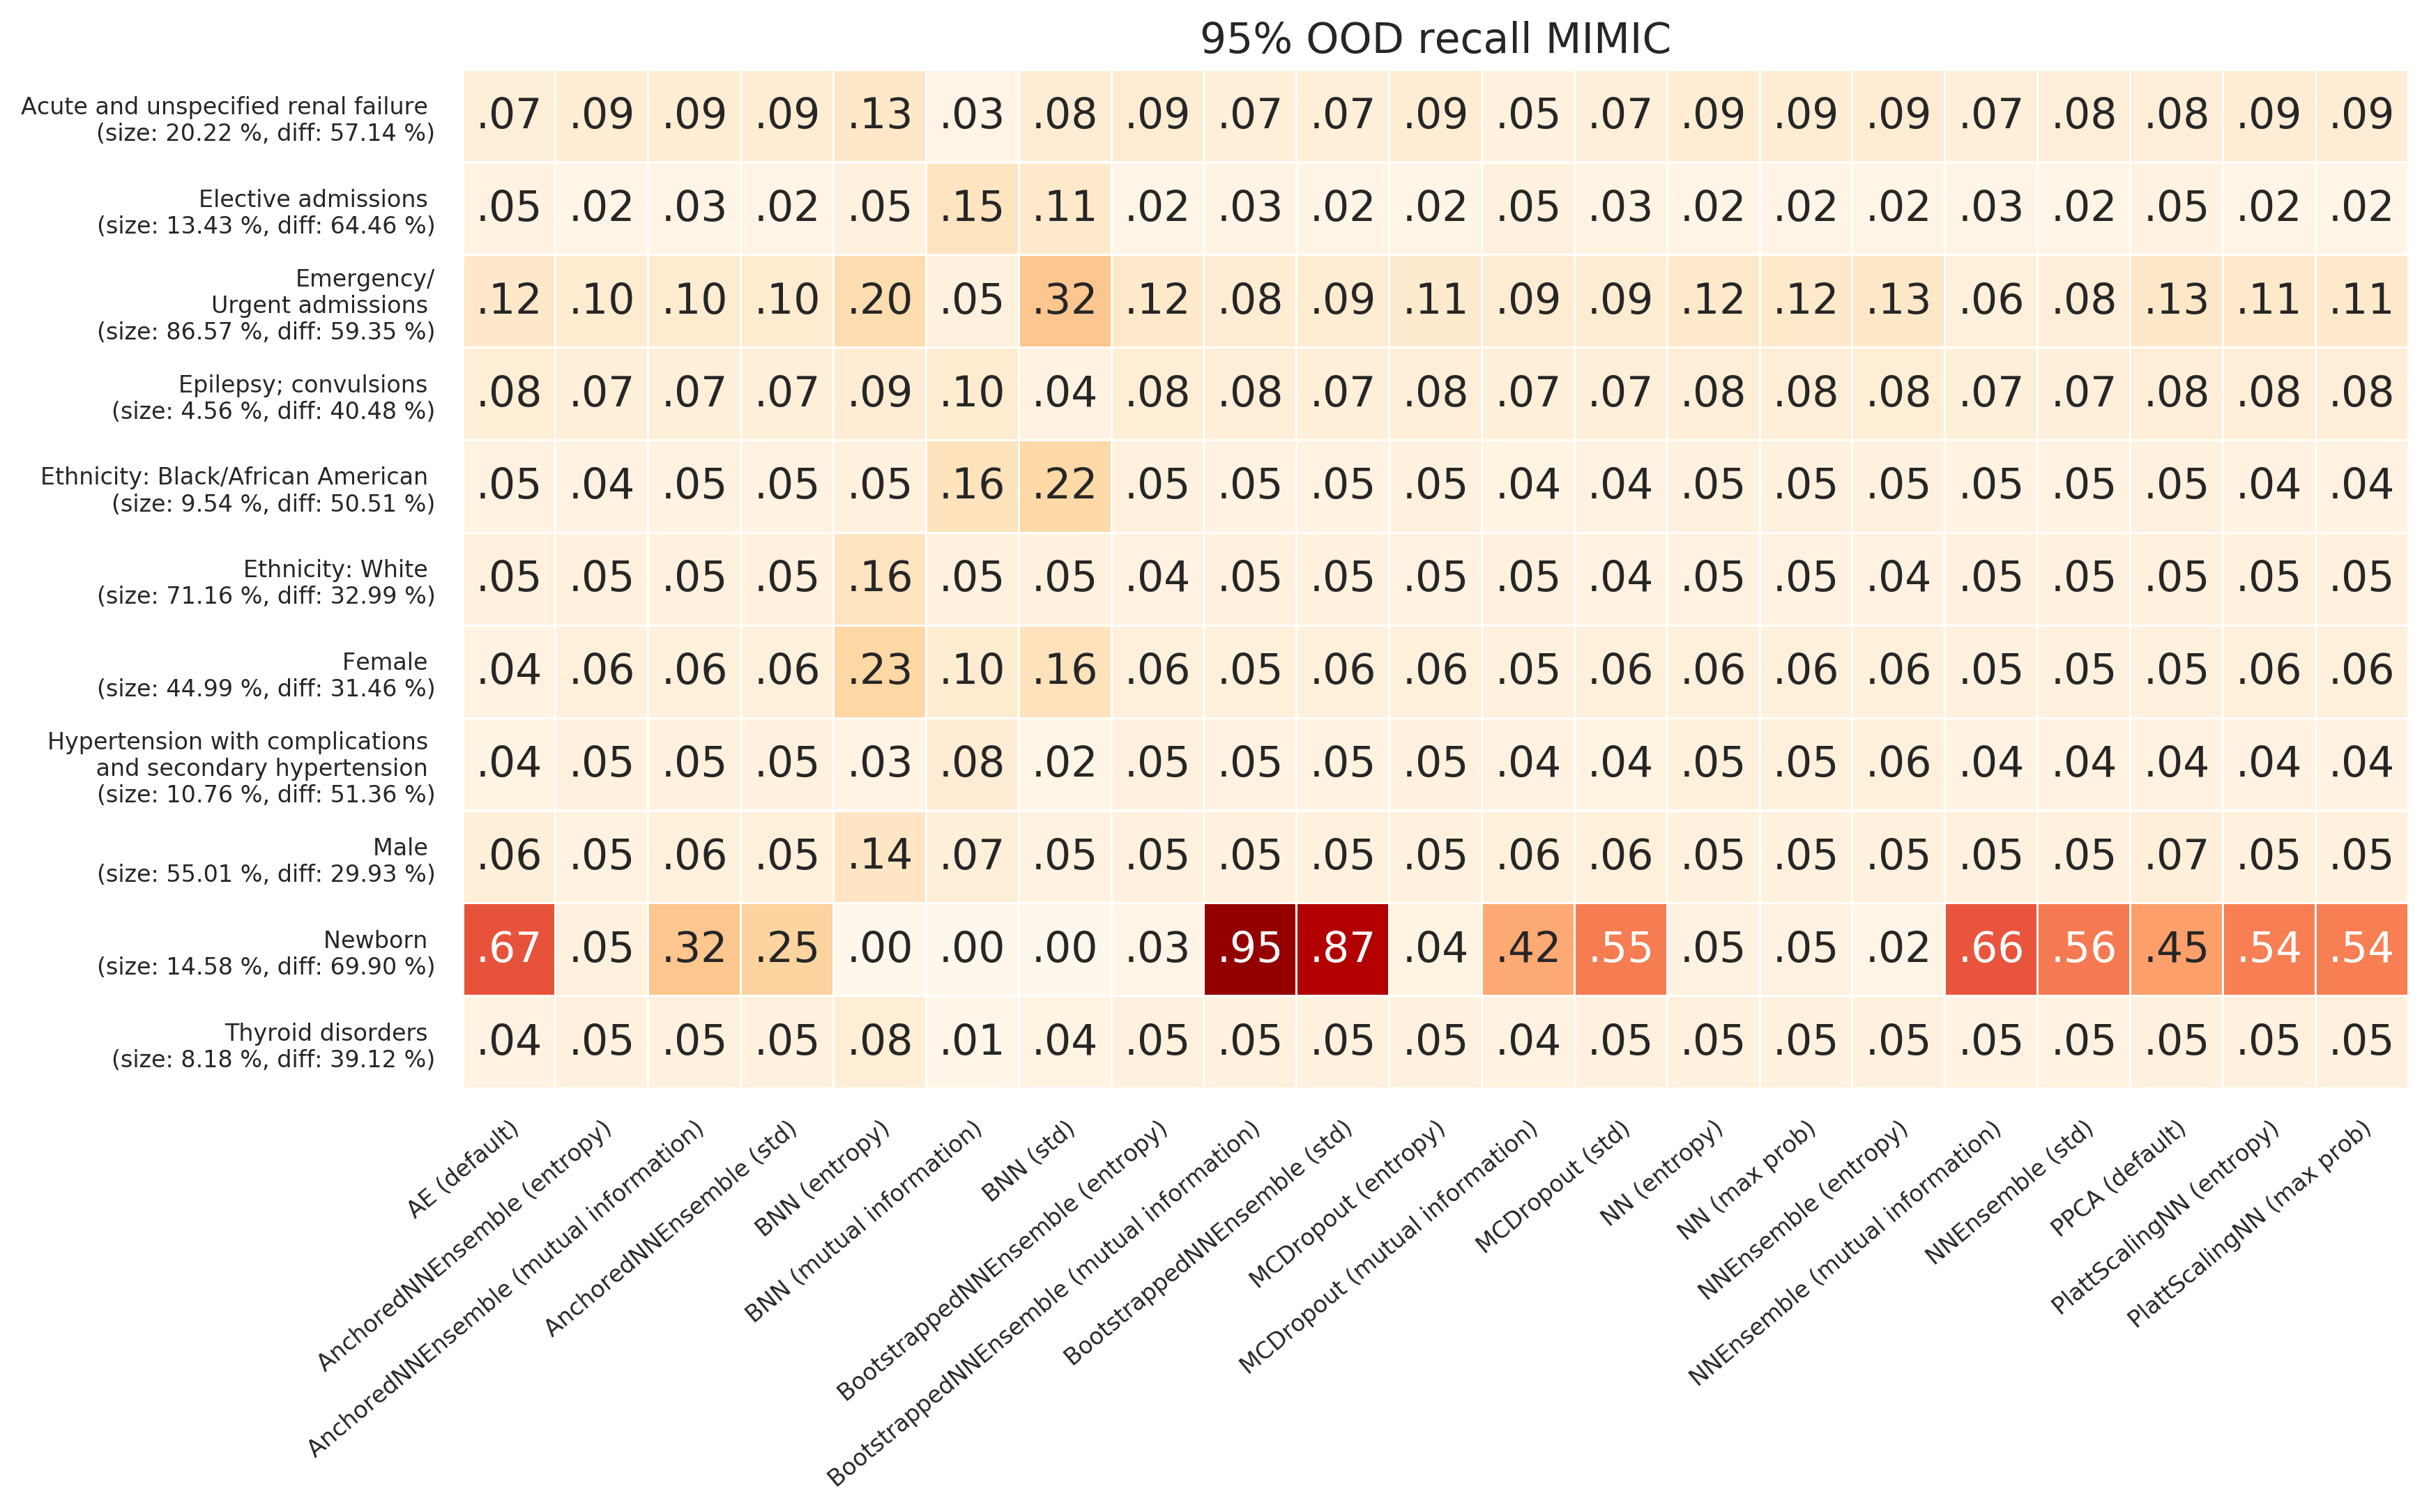 95% OOD recall MIMIC
Acute and unspecified renal failure
(size: 20.22 %, diff: 57.14 %)
.07 .09 .09 .09 .13 .03 .08 .09 .07 .07 .09 .05 .07 .09 .09 .09 .07 .08 .08 .09 .09
Elective admissions
(size: 13.43 %, diff: 64.46 %)
.05 .02 .03 .02 .05 .15 .11 .02 .03 .02 .02 .05 .03 .02 .02 .02 .03 .02 .05 .02 .02
Emergency/
Urgent admissions
(size: 86.57 %, diff: 59.35 %)
.12 .10 .10 .10 .20 .05 .32 .12 .08 .09 .11 .09 .09 .12 .12 .13 .06 .08 .13 .11 .11
Epilepsy; convulsions
(size: 4.56 %, diff: 40.48 %)
.08 .07 .07 .07 .09 .10 .04 .08 .08 .07 .08 .07 .07 .08 .08 .08 .07 .07 .08 .08 .08
Ethnicity: Black/African American
(size: 9.54 %, diff: 50.51 %)
.05 .04 .05 .05 .05 .16 .22 .05 .05 .05 .05 .04 .04 .05 .05 .05 .05 .05 .05 .04 .04
Ethnicity: White
(size: 71.16 %, diff: 32.99 %)
.05 .05 .05 .05 .16 .05 .05 .04 .05 .05 .05 .05 .04 .05 .05 .04 .05 .05 .05 .05 .05
Female
(size: 44.99 %, diff: 31.46 %)
.04 .06 .06 .06 .23 .10 .16 .06 .05 .06 .06 .05 .06 .06 .06 .06 .05 .05 .05 .06 .06
Hypertension with complications
and secondary hypertension
(size: 10.76 %, diff: 51.36 %)
.04 .05 .05 .05 .03 .08 .02 .05 .05 .05 .05 .04 .04 .05 .05 .06 .04 .04 .04 .04 .04
Male
(size: 55.01 %, diff: 29.93 %)
.06 .05 .06 .05 .14 .07 .05 .05 .05 .05 .05 .06 .06 .05 .05 .05 .05 .05 .07 .05 .05
Newborn
(size: 14.58 %, diff: 69.90 %)
.67 .05 .32 .25 .00 .00 .00 .03 .95 .87 .04 .42 .55 .05 .05 .02 .66 .56 .45 .54 .54
Thyroid disorders
(size: 8.18 %, diff: 39.12 %)
.04 .05 .05 .05 .08 .01 .04 .05 .05 .05 .05 .04 .05 .05 .05 .05 .05 .05 .05 .05 .05
AE (default)
AnchoredNNEnsemble (entropy)
AnchoredNNEnsemble (mutual information)
AnchoredNNEnsemble (std)
BNN (entropy)
BNN (mutual information)
BNN (std)
BootstrappedNNEnsemble (entropy)
BootstrappedNNEnsemble (mutual information)
BootstrappedNNEnsemble (std)
MCDropout (entropy)
MCDropout (mutual information)
MCDropout (std)
NN (entropy)
NN (max prob)
NNEnsemble (entropy)
NNEnsemble (mutual information)
NNEnsemble (std)
PPCA (default)
PlattScalingNN (entropy)
PlattScalingNN (max prob)